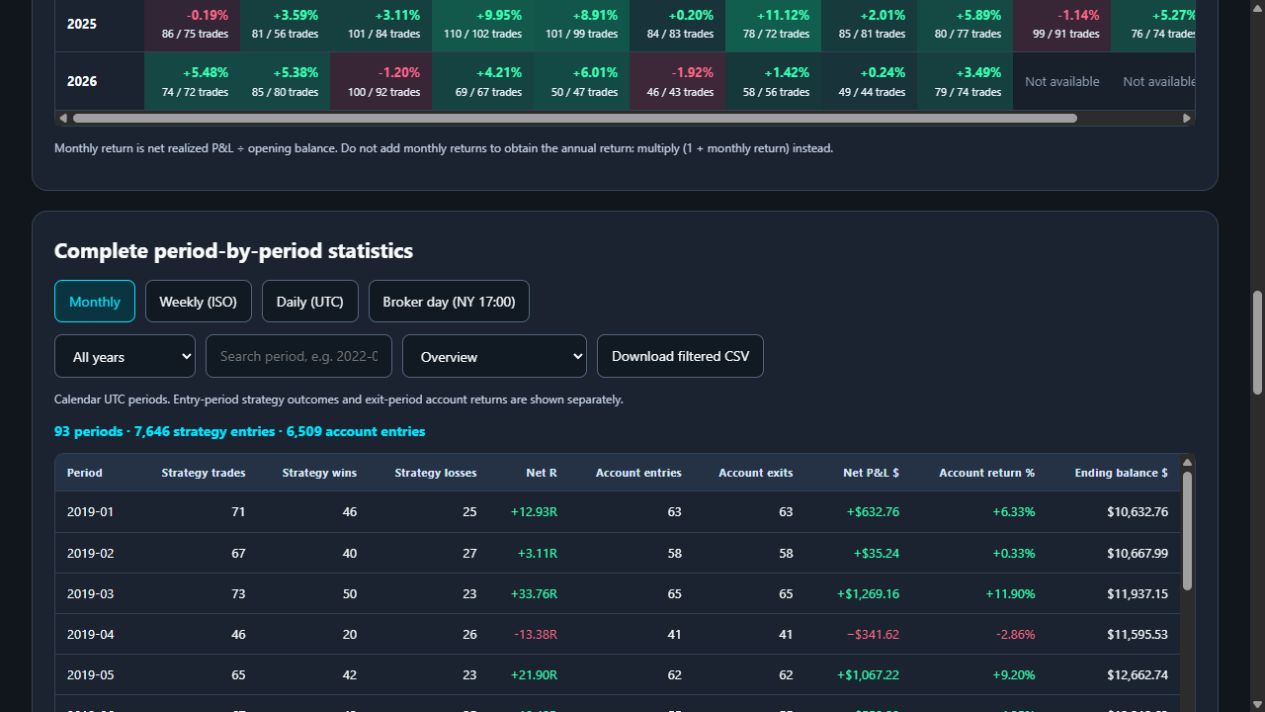 2025 -0.19% +3.59% +3.11% +9.95% +8.91% +0.20% +11.12% +2.01% +5.89% -1.14% +5.27%
86 / 75 trades 81 / 56 trades 101 / 84 trades 110 / 102 trades 101 / 99 trades 84 / 83 trades 78 / 72 trades 85 / 81 trades 80 / 77 trades 99 / 91 trades 76 / 74 trades
2026 +5.48% +5.38% -1.20% +4.21% +6.01% -1.92% +1.42% +0.24% +3.49% Not available Not available
74 / 72 trades 85 / 80 trades 100 / 92 trades 69 / 67 trades 50 / 47 trades 46 / 43 trades 58 / 56 trades 49 / 44 trades 79 / 74 trades
Monthly return is net realized P&L ÷ opening balance. Do not add monthly returns to obtain the annual return: multiply (1 + monthly return) instead.
Complete period-by-period statistics
Monthly Weekly (ISO) Daily (UTC) Broker day (NY 17:00)
All years Search period, e.g. 2022-0 Overview Download filtered CSV
Calendar UTC periods. Entry-period strategy outcomes and exit-period account returns are shown separately.
93 periods · 7,646 strategy entries · 6,509 account entries
Period Strategy trades Strategy wins Strategy losses Net R Account entries Account exits Net P&L $ Account return % Ending balance $
2019-01 71 46 25 +12.93R 63 63 +$632.76 +6.33% $10,632.76
2019-02 67 40 27 +3.11R 58 58 +$35.24 +0.33% $10,667.99
2019-03 73 50 23 +33.76R 65 65 +$1,269.16 +11.90% $11,937.15
2019-04 46 20 26 -13.38R 41 41 −$341.62 -2.86% $11,595.53
2019-05 65 42 23 +21.90R 62 62 +$1,067.22 +9.20% $12,662.74